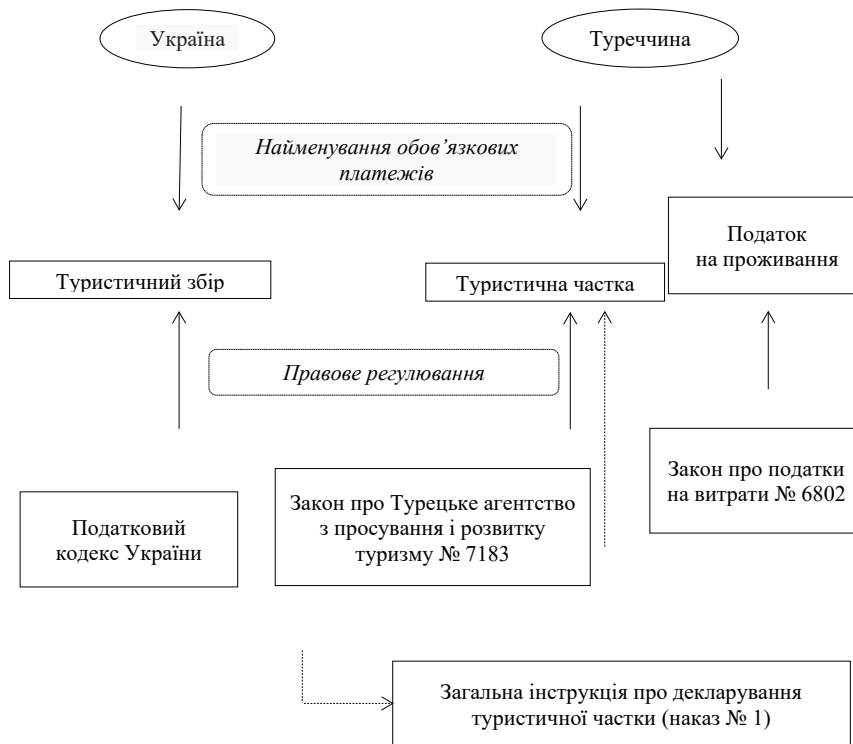 Україна
Туреччина
Найменування обов’язкових
платежів
Податок
на проживання
Туристичний збір
Туристична частка
Правове регулювання
Закон про податки
на витрати № 6802
Закон про Турецьке агентство
з просування і розвитку
туризму № 7183
Податковий
кодекс України
Загальна інструкція про декларування
туристичної частки (наказ № 1)